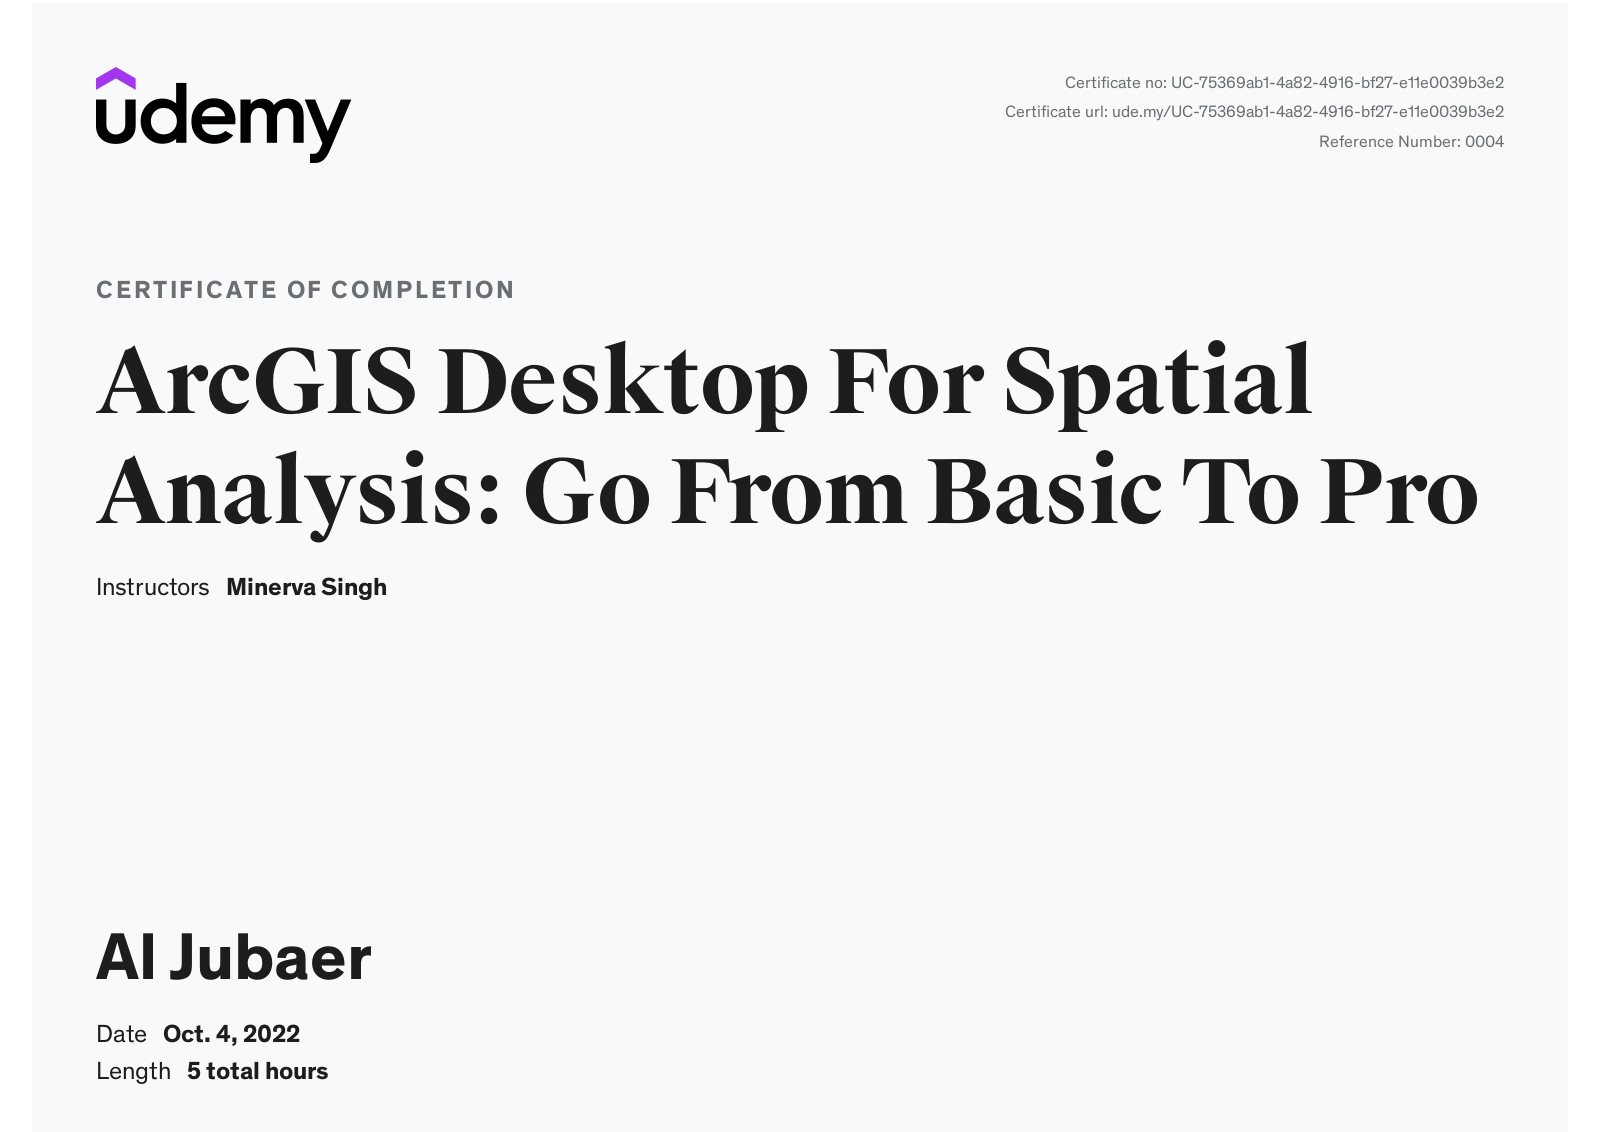 udemy
Certificate no: UC-75369ab1-4a82-4916-bf27-e11e0039b3e2
Certificate url: ude.my/UC-75369ab1-4a82-4916-bf27-e11e0039b3e2
Reference Number: 0004
CERTIFICATE OF COMPLETION
ArcGIS Desktop For Spatial
Analysis: Go From Basic To Pro
Instructors Minerva Singh
Al Jubaer
Date Oct. 4, 2022
Length 5 total hours